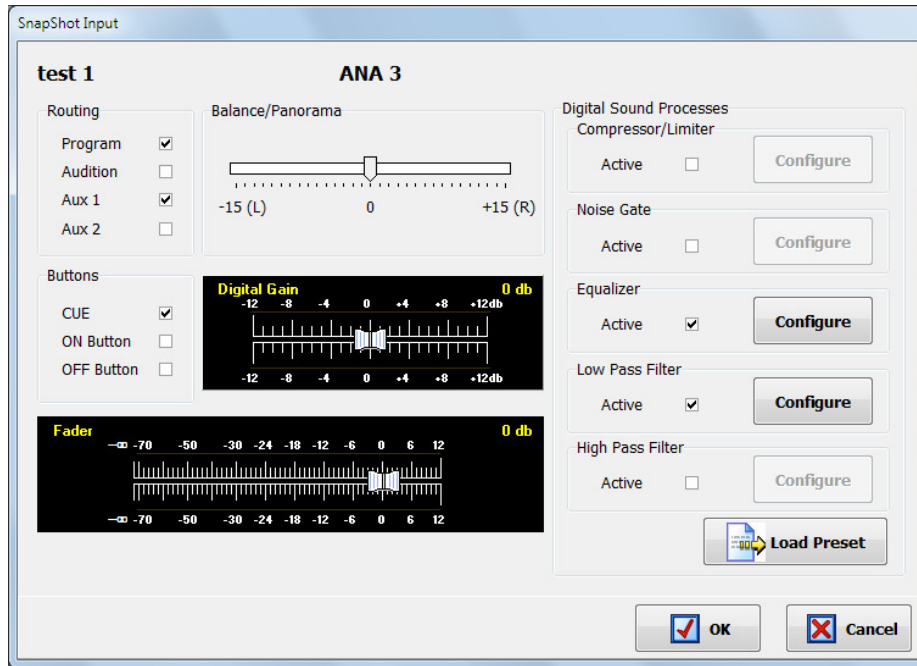 SnapShot Input
test 1 ANA 3
Routing
Program
Audition
Aux 1
Aux 2
Balance/Panorama
-15 (L) 0 +15 (R)
Buttons
CUE
ON Button
OFF Button
Digital Gain 0 db
-12 -8 -4 0 +4 +8 +12db
-12 -8 -4 0 +4 +8 +12db
Fader 0 db
-∞ -70 -50 -30 -24 -18 -12 -6 0 6 12
-∞ -70 -50 -30 -24 -18 -12 -6 0 6 12
Digital Sound Processes
Compressor/Limiter
Active Configure
Noise Gate
Active Configure
Equalizer
Active Configure
Low Pass Filter
Active Configure
High Pass Filter
Active Configure
Load Preset
OK Cancel